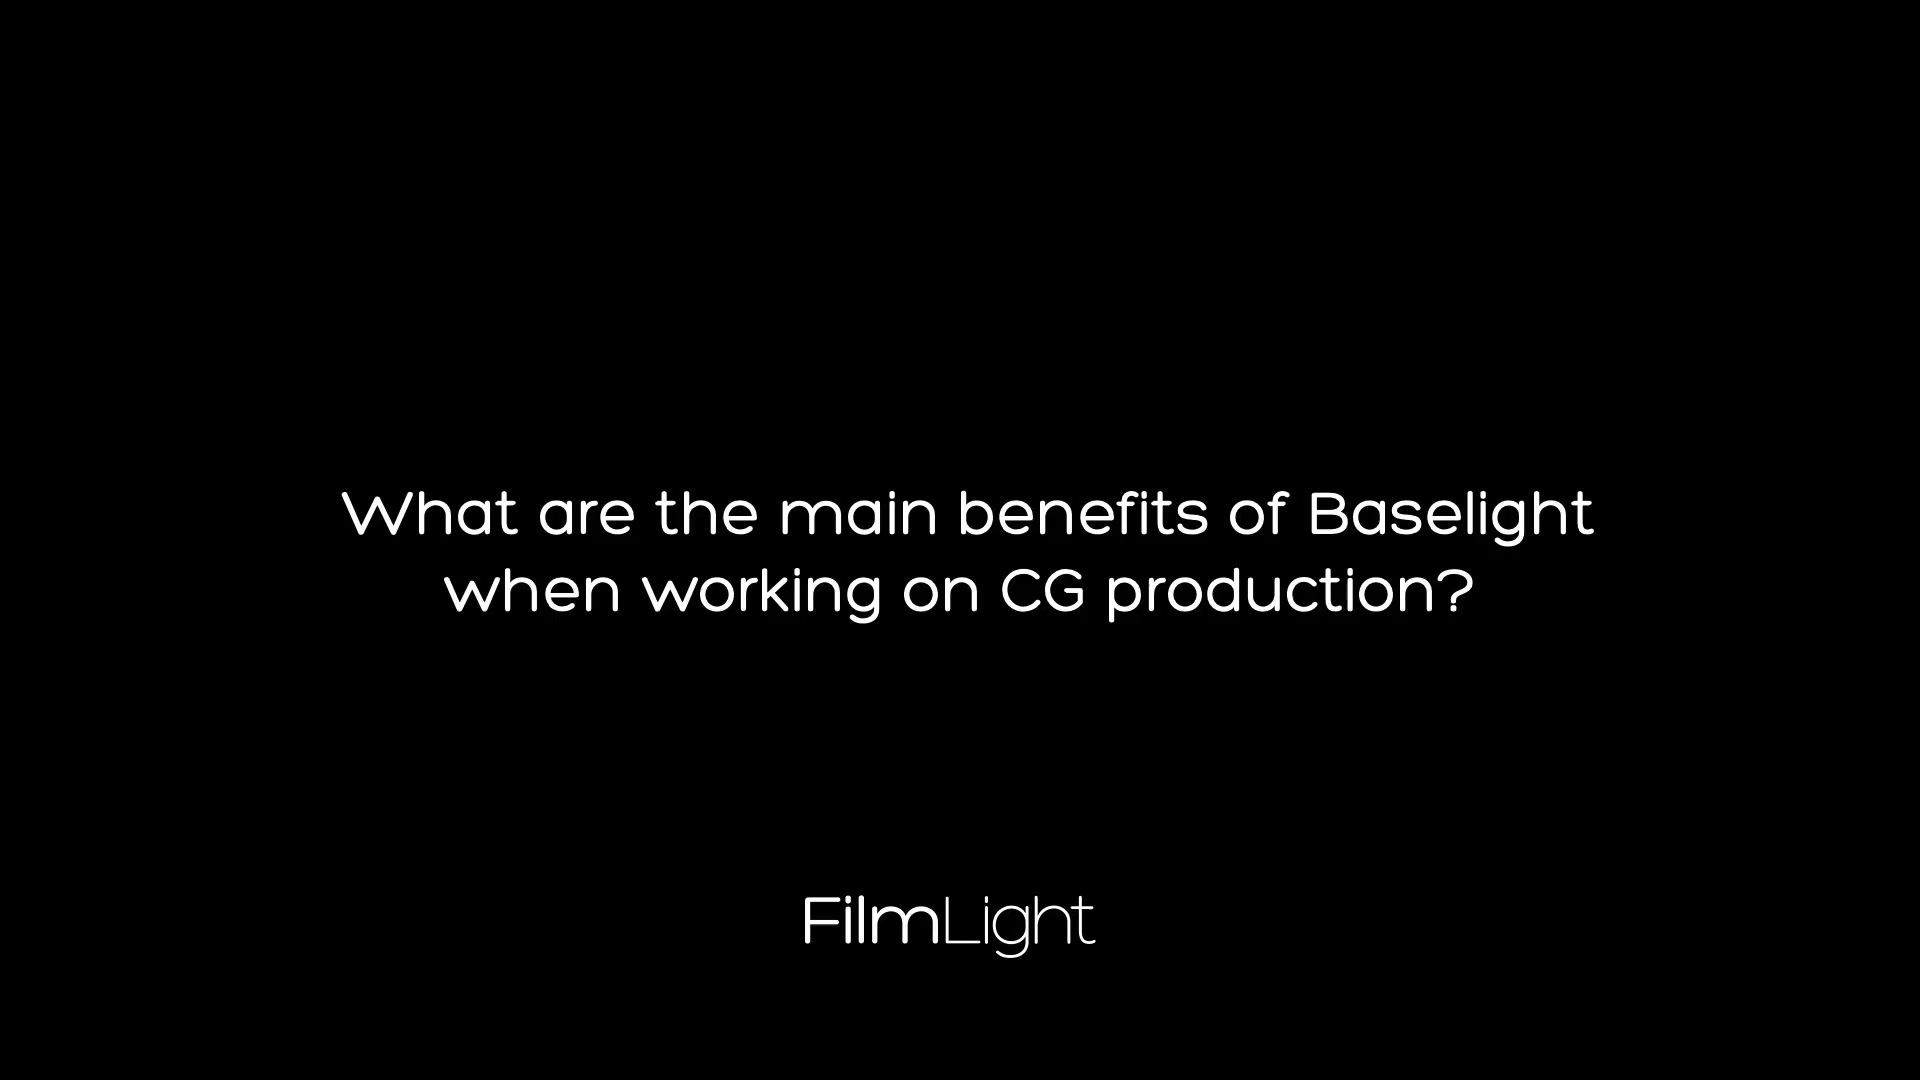 What are the main benefits of Baselight
when working on CG production?
FilmLight